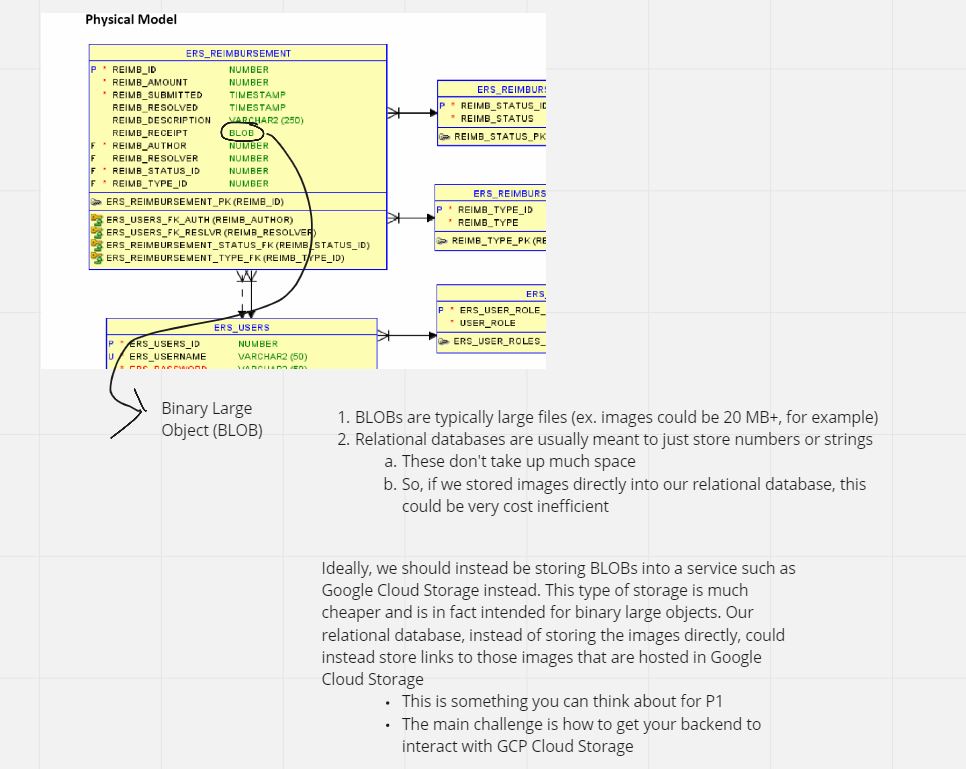 Physical Model
ERS_REIMBURSEMENT
P * REIMB_ID NUMBER
* REIMB_AMOUNT NUMBER
* REIMB_SUBMITTED TIMESTAMP
REIMB_RESOLVED TIMESTAMP
REIMB_DESCRIPTION VARCHAR2 (250)
REIMB_RECEIPT BLOB
F * REIMB_AUTHOR NUMBER
F REIMB_RESOLVER NUMBER
F * REIMB_STATUS_ID NUMBER
F * REIMB_TYPE_ID NUMBER
ERS_REIMBURSEMENT_PK (REIMB_ID)
ERS_USERS_FK_AUTH (REIMB_AUTHOR)
ERS_USERS_FK_RESLVR (REIMB_RESOLVER)
ERS_REIMBURSEMENT_STATUS_FK (REIMB_STATUS_ID)
ERS_REIMBURSEMENT_TYPE_FK (REIMB_TYPE_ID)
ERS_REIMBURS
P * REIMB_STATUS_ID
* REIMB_STATUS
REIMB_STATUS_PK
ERS_REIMBURS
P * REIMB_TYPE_ID
* REIMB_TYPE
REIMB_TYPE_PK (RE
ERS_
P * ERS_USER_ROLE_
* USER_ROLE
ERS_USER_ROLES_
ERS_USERS
P * ERS_USERS_ID NUMBER
U * ERS_USERNAME VARCHAR2 (50)
* ERS_PASSWORD VARCHAR2 (50)
Binary Large
Object (BLOB)
1. BLOBs are typically large files (ex. images could be 20 MB+, for example)
2. Relational databases are usually meant to just store numbers or strings
a. These don't take up much space
b. So, if we stored images directly into our relational database, this
could be very cost inefficient
Ideally, we should instead be storing BLOBs into a service such as
Google Cloud Storage instead. This type of storage is much
cheaper and is in fact intended for binary large objects. Our
relational database, instead of storing the images directly, could
instead store links to those images that are hosted in Google
Cloud Storage
• This is something you can think about for P1
• The main challenge is how to get your backend to
interact with GCP Cloud Storage